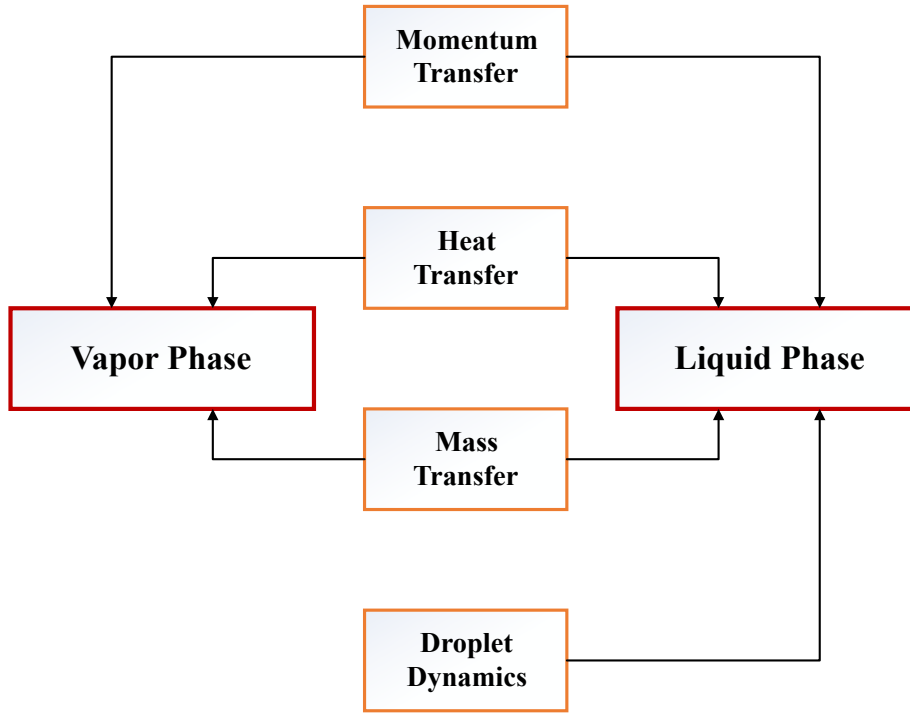 Momentum
Transfer
Heat
Transfer
Vapor Phase
Liquid Phase
Mass
Transfer
Droplet
Dynamics